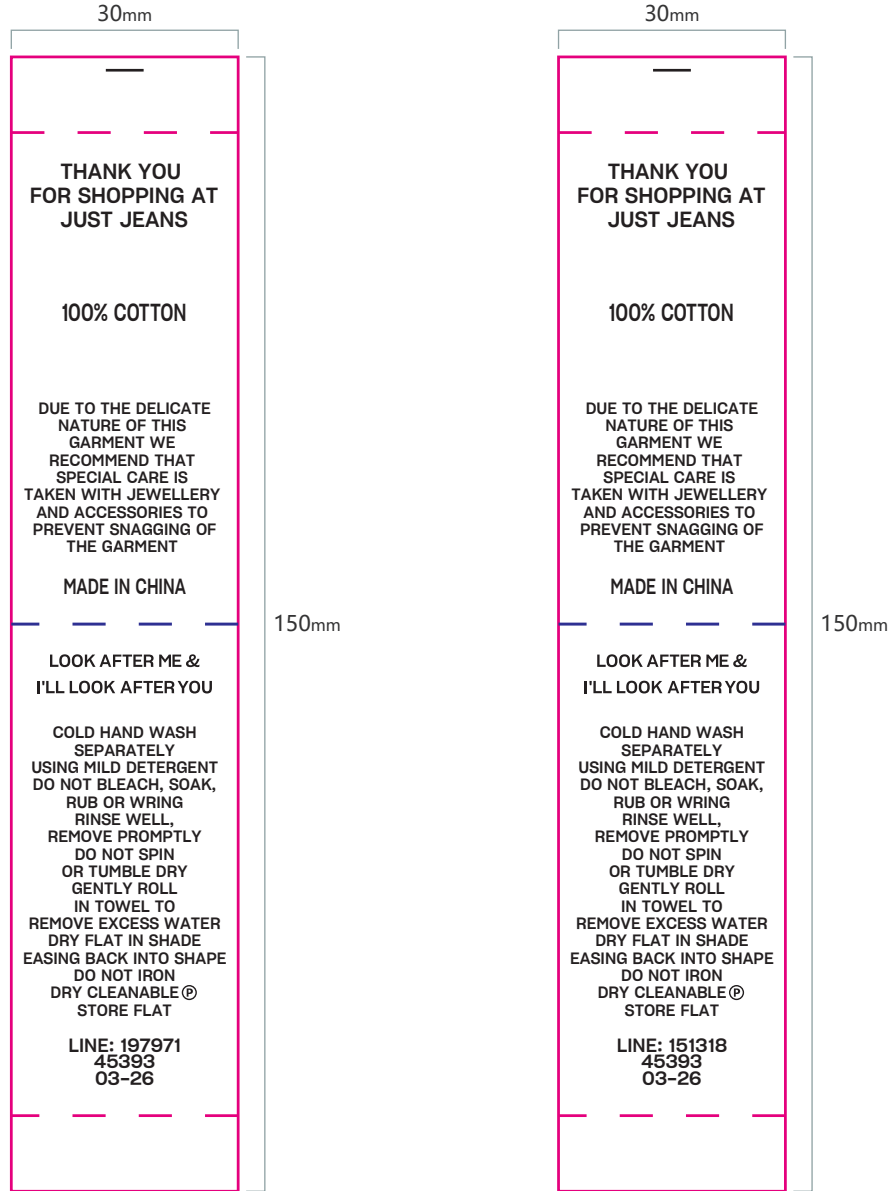 30mm
THANK YOU
FOR SHOPPING AT
JUST JEANS
100% COTTON
DUE TO THE DELICATE
NATURE OF THIS
GARMENT WE
RECOMMEND THAT
SPECIAL CARE IS
TAKEN WITH JEWELLERY
AND ACCESSORIES TO
PREVENT SNAGGING OF
THE GARMENT
MADE IN CHINA
150mm
LOOK AFTER ME &
I'LL LOOK AFTER YOU
COLD HAND WASH
SEPARATELY
USING MILD DETERGENT
DO NOT BLEACH, SOAK,
RUB OR WRING
RINSE WELL,
REMOVE PROMPTLY
DO NOT SPIN
OR TUMBLE DRY
GENTLY ROLL
IN TOWEL TO
REMOVE EXCESS WATER
DRY FLAT IN SHADE
EASING BACK INTO SHAPE
DO NOT IRON
DRY CLEANABLE Ⓟ
STORE FLAT
LINE: 197971
45393
03-26
30mm
THANK YOU
FOR SHOPPING AT
JUST JEANS
100% COTTON
DUE TO THE DELICATE
NATURE OF THIS
GARMENT WE
RECOMMEND THAT
SPECIAL CARE IS
TAKEN WITH JEWELLERY
AND ACCESSORIES TO
PREVENT SNAGGING OF
THE GARMENT
MADE IN CHINA
150mm
LOOK AFTER ME &
I'LL LOOK AFTER YOU
COLD HAND WASH
SEPARATELY
USING MILD DETERGENT
DO NOT BLEACH, SOAK,
RUB OR WRING
RINSE WELL,
REMOVE PROMPTLY
DO NOT SPIN
OR TUMBLE DRY
GENTLY ROLL
IN TOWEL TO
REMOVE EXCESS WATER
DRY FLAT IN SHADE
EASING BACK INTO SHAPE
DO NOT IRON
DRY CLEANABLE Ⓟ
STORE FLAT
LINE: 151318
45393
03-26